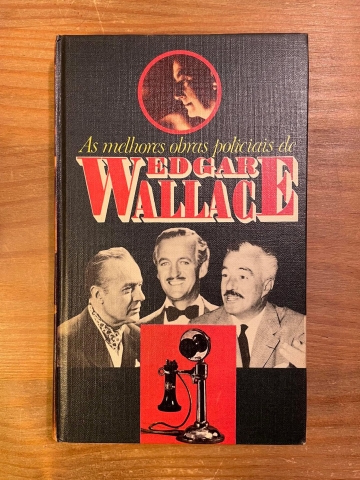 As melhores obras policiais de
EDGAR
WALLACE